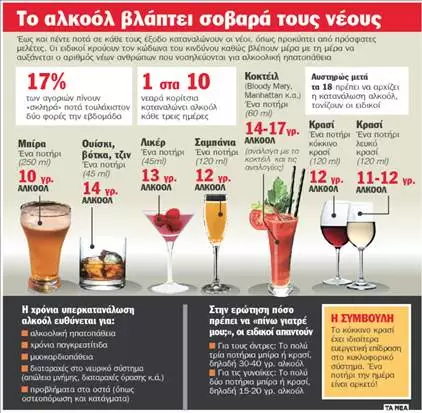 Το αλκοόλ βλάπτει σοβαρά τους νέους
Έως και πέντε ποτά σε κάθε τους έξοδο καταναλώνουν οι νέοι, όπως προκύπτει από πρόσφατες
μελέτες. Οι ειδικοί κρούουν τον κώδωνα του κινδύνου καθώς βλέπουν μέρα με τη μέρα να
αυξάνεται ο αριθμός νέων ανθρώπων που νοσηλεύονται για αλκοολική ηπατοπάθεια
17%
των αγοριών πίνουν
«σκληρά» ποτά τουλάχιστον
δύο φορές την εβδομάδα
1 στα 10
νεαρά κορίτσια
καταναλώνει αλκοόλ
κάθε τρεις ημέρες
Κοκτέιλ
(Bloody Mary,
Manhattan κ.ά.)
Ένα ποτήρι
(60 ml)
14-17 γρ.
ΑΛΚΟΟΛ
(ανάλογα με το
κοκτέιλ και τις
αναλογίες)
Αυστηρώς μετά
τα 18 πρέπει να αρχίζει
η κατανάλωση αλκοόλ,
τονίζουν οι ειδικοί
Μπίρα
Ένα ποτήρι
(250 ml)
10 γρ.
ΑΛΚΟΟΛ
Ουίσκι,
βότκα, τζιν
Ένα ποτήρι
(45 ml)
14 γρ.
ΑΛΚΟΟΛ
Λικέρ
Ένα ποτήρι
(45ml)
13 γρ.
ΑΛΚΟΟΛ
Σαμπάνια
Ένα ποτήρι
(120 ml)
12 γρ.
ΑΛΚΟΟΛ
Κρασί
Ένα ποτήρι
κόκκινο
κρασί
(120 ml)
12 γρ.
ΑΛΚΟΟΛ
Κρασί
Ένα ποτήρι
λευκό
κρασί
(120 ml)
11-12 γρ.
ΑΛΚΟΟΛ
Η χρόνια υπερκατανάλωση
αλκοόλ ευθύνεται για:
αλκοολική ηπατοπάθεια
χρόνια παγκρεατίτιδα
μυοκαρδιοπάθεια
διαταραχές στο νευρικό σύστημα
(απώλεια μνήμης, διαταραχές όρασης κ.ά.)
προβλήματα στα οστά (όπως
οστεοπόρωση και κατάγματα)
Στην ερώτηση πόσο
πρέπει να «πίνω γιατρέ
μου;», οι ειδικοί απαντούν
Για τους άντρες: Το πολύ
τρία ποτήρια μπίρα ή κρασί,
δηλαδή 30-40 γρ. αλκοόλ
Για τις γυναίκες: Το πολύ
δύο ποτήρια μπίρα ή κρασί,
δηλαδή 15-20 γρ. αλκοόλ
Η ΣΥΜΒΟΥΛΗ
Το κόκκινο κρασί
έχει ιδιαίτερα
ευεργετική επίδραση
στο κυκλοφορικό
σύστημα. Ένα
ποτήρι την ημέρα
είναι αρκετό!
ΤΑ ΝΕΑ